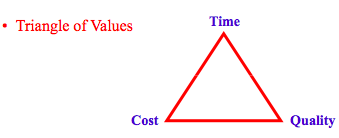 Time
• Triangle of Values
Cost
Quality